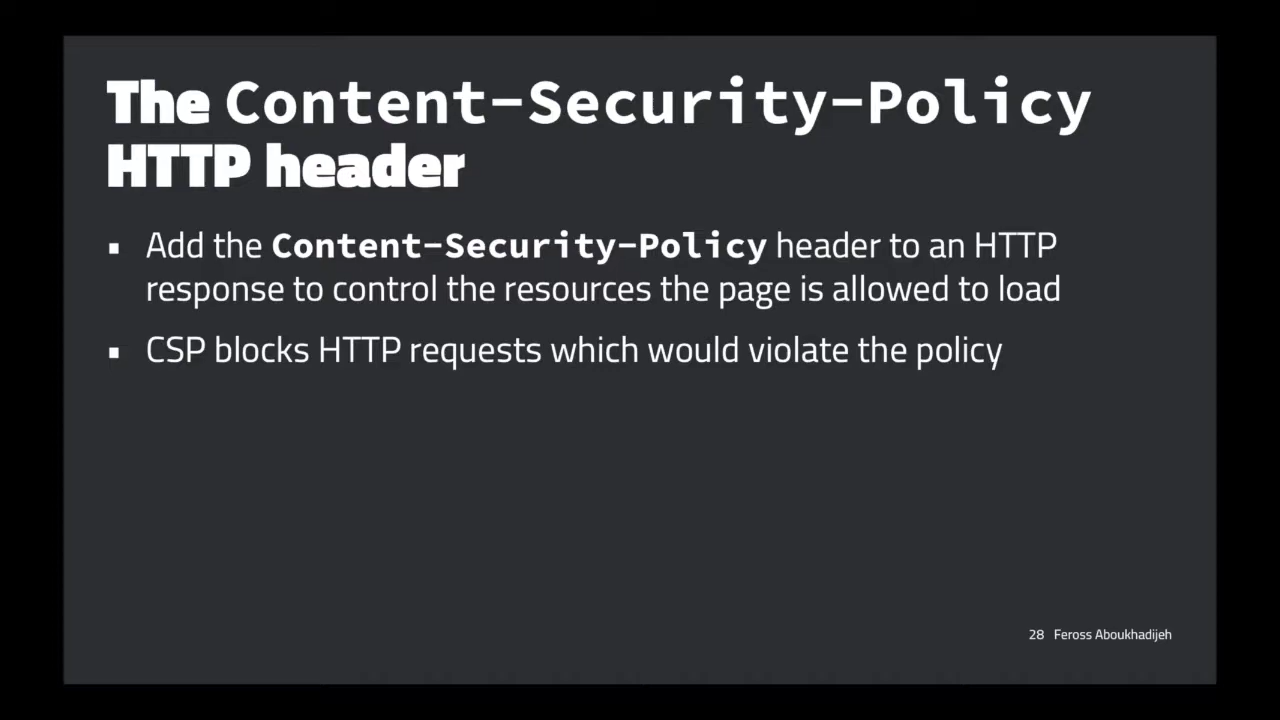 The Content-Security-Policy
HTTP header
▪ Add the Content-Security-Policy header to an HTTP
response to control the resources the page is allowed to load
▪ CSP blocks HTTP requests which would violate the policy
28 Feross Aboukhadijeh